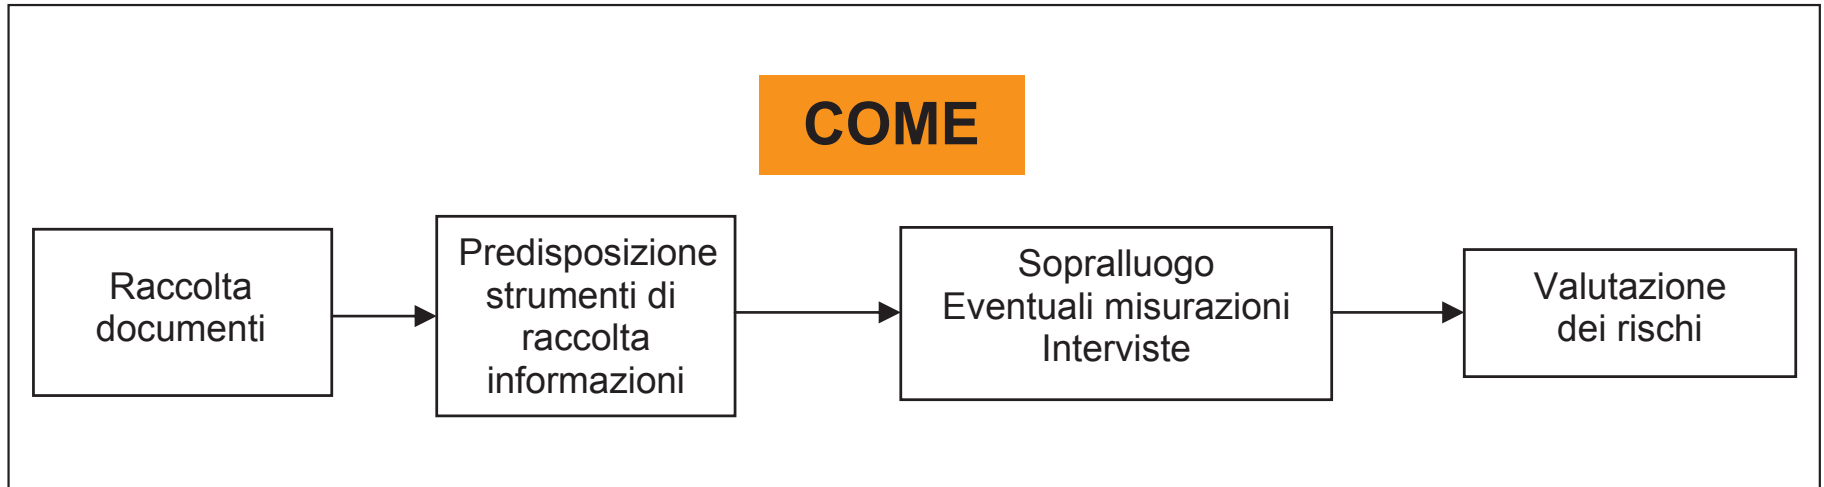 COME
Raccolta
documenti
Predisposizione
strumenti di
raccolta
informazioni
Sopralluogo
Eventuali misurazioni
Interviste
Valutazione
dei rischi